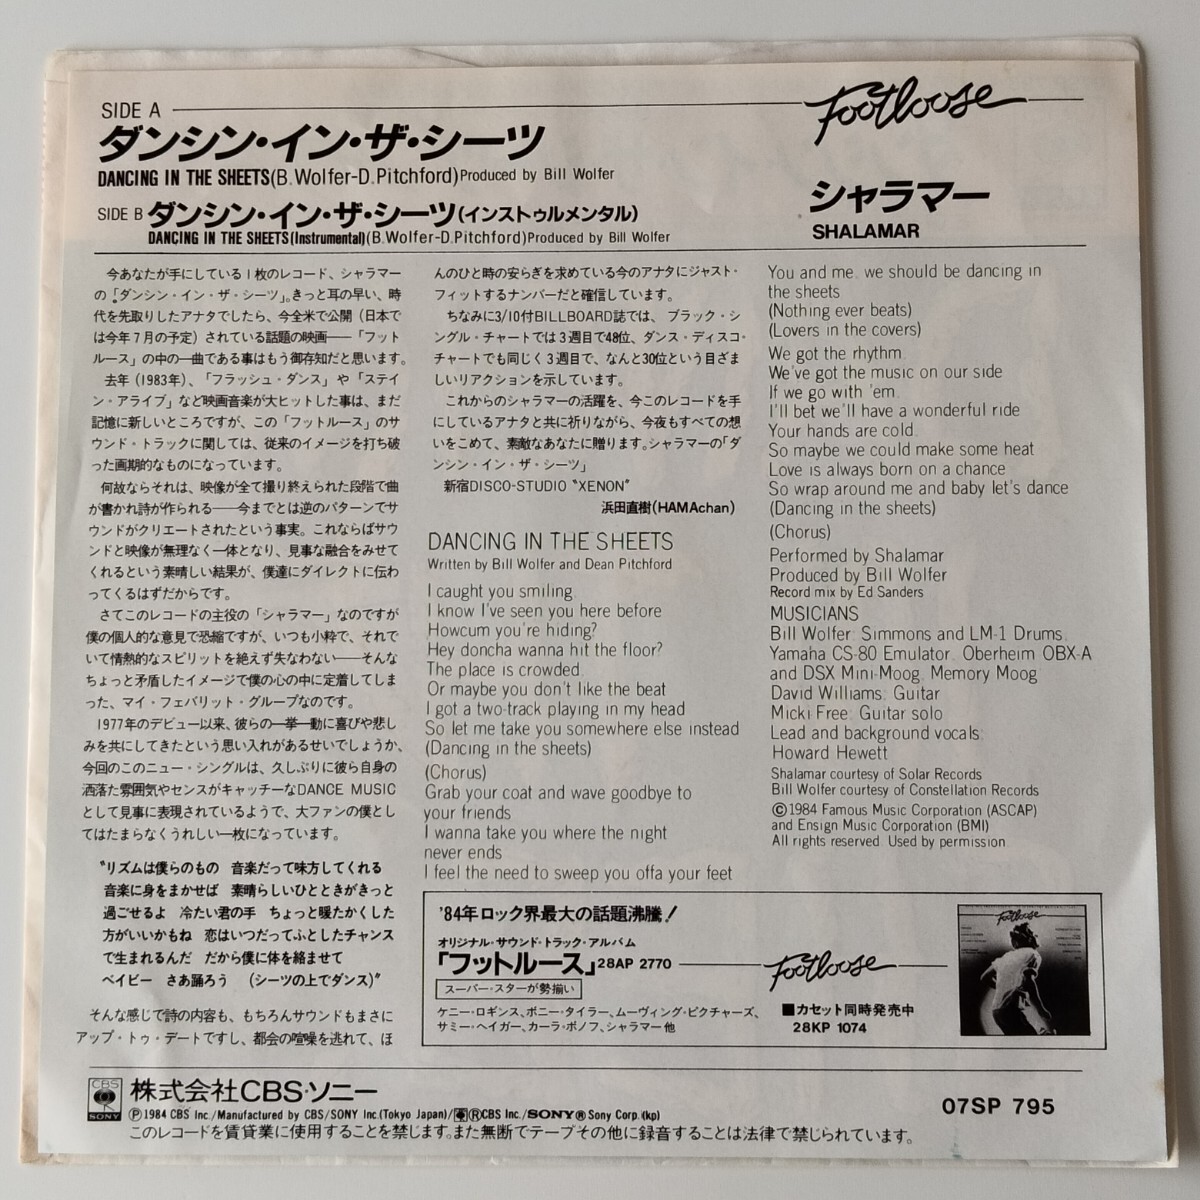 SIDE A
Footloose
ダンシン・イン・ザ・シーツ
DANCING IN THE SHEETS(B.Wolfer-D.Pitchford)Produced by Bill Wolfer
SIDE B ダンシン・イン・ザ・シーツ(インストゥルメンタル)
DANCING IN THE SHEETS(Instrumental)(B.Wolfer-D.Pitchford)Produced by Bill Wolfer
シャラマー
SHALAMAR
今あなたが手にしている1枚のレコード、シャラマー
の「ダンシン・イン・ザ・シーツ」。きっと耳の早い、時
代を先取りしたアナタでしたら、今全米で公開(日本で
は今年7月の予定)されている話題の映画——「フット
ルース」の中の一曲である事はもう御存知だと思います。
去年(1983年)、「フラッシュ・ダンス」や「ステイ
ン・アライブ」など映画音楽が大ヒットした事は、まだ
記憶に新しいところですが、この「フットルース」のサ
ウンド・トラックに関しては、従来のイメージを打ち破
った画期的なものになっています。
何故ならそれは、映像が全て撮り終えられた段階で曲
が書かれ詩が作られる——今までとは逆のパターンでサ
ウンドがクリエートされたという事実。これならばサウ
ンドと映像が無理なく一体となり、見事な融合をみせて
くれるという素晴しい結果が、僕達にダイレクトに伝わ
ってくるはずだからです。
さてこのレコードの主役の「シャラマー」なのですが
僕の個人的な意見で恐縮ですが、いつも小粋で、それで
いて情熱的なスピリットを絶えず失なわない——そんな
ちょっと矛盾したイメージで僕の心の中に定着してしま
った、マイ・フェバリット・グループなのです。
1977年のデビュー以来、彼らの一挙一動に喜びや悲し
みを共にしてきたという思い入れがあるせいでしょうか、
今回のこのニュー・シングルは、久しぶりに彼ら自身の
洒落た雰囲気やセンスがキャッチーなDANCE MUSIC
として見事に表現されているようで、大ファンの僕とし
てはたまらなくうれしい一枚になっています。
“リズムは僕らのもの 音楽だって味方してくれる
音楽に身をまかせば 素晴らしいひとときがきっと
過ごせるよ 冷たい君の手 ちょっと暖たかくした
方がいいかもね 恋はいつだってふとしたチャンス
で生まれるんだ だから僕に体を絡ませて
ベイビー さあ踊ろう (シーツの上でダンス)”
そんな感じで詩の内容も、もちろんサウンドもまさに
アップ・トゥ・デートですし、都会の喧噪を逃れて、ほ
んのひと時の安らぎを求めている今のアナタにジャスト・
フィットするナンバーだと確信しています。
ちなみに3/10付BILLBOARD誌では、ブラック・シ
ングル・チャートでは3週目で48位、ダンス・ディスコ・
チャートでも同じく3週目で、なんと30位という目ざま
しいリアクションを示しています。
これからのシャラマーの活躍を、今このレコードを手
にしているアナタと共に祈りながら、今夜もすべての想
いをこめて、素敵なあなたに贈ります。シャラマーの「ダ
ンシン・イン・ザ・シーツ」
新宿DISCO-STUDIO “XENON”
浜田直樹(HAMAchan)
DANCING IN THE SHEETS
Written by Bill Wolfer and Dean Pitchford
I caught you smiling.
I know I've seen you here before
Howcum you're hiding?
Hey doncha wanna hit the floor?
The place is crowded.
Or maybe you don't like the beat
I got a two-track playing in my head
So let me take you somewhere else instead
(Dancing in the sheets)
(Chorus)
Grab your coat and wave goodbye to
your friends
I wanna take you where the night
never ends
I feel the need to sweep you offa your feet
You and me, we should be dancing in
the sheets
(Nothing ever beats)
(Lovers in the covers)
We got the rhythm.
We've got the music on our side
If we go with 'em.
I'll bet we'll have a wonderful ride
Your hands are cold.
So maybe we could make some heat
Love is always born on a chance
So wrap around me and baby let's dance
(Dancing in the sheets)
(Chorus)
Performed by Shalamar
Produced by Bill Wolfer
Record mix by Ed Sanders
MUSICIANS
Bill Wolfer: Simmons and LM-1 Drums,
Yamaha CS-80 Emulator, Oberheim OBX-A
and DSX Mini-Moog, Memory Moog
David Williams: Guitar
Micki Free: Guitar solo
Lead and background vocals:
Howard Hewett
Shalamar courtesy of Solar Records
Bill Wolfer courtesy of Constellation Records
©1984 Famous Music Corporation (ASCAP)
and Ensign Music Corporation (BMI)
All rights reserved. Used by permission.
'84年ロック界最大の話題沸騰!
オリジナル・サウンド・トラック・アルバム
「フットルース」28AP 2770
Footloose
スーパー・スターが勢揃い
ケニー・ロギンス、ボニー・タイラー、ムーヴィング・ピクチャーズ、
サミー・ヘイガー、カーラ・ボノフ、シャラマー他
■カセット同時発売中
28KP 1074
Footloose
CBS
SONY
株式会社CBS・ソニー
Ⓟ1984 CBS Inc./Manufactured by CBS/SONY Inc.(Tokyo Japan)/®CBS Inc./SONY® Sony Corp.(kp)
このレコードを賃貸業に使用することを禁じます。また無断でテープその他に録音することは法律で禁じられています。
07SP 795